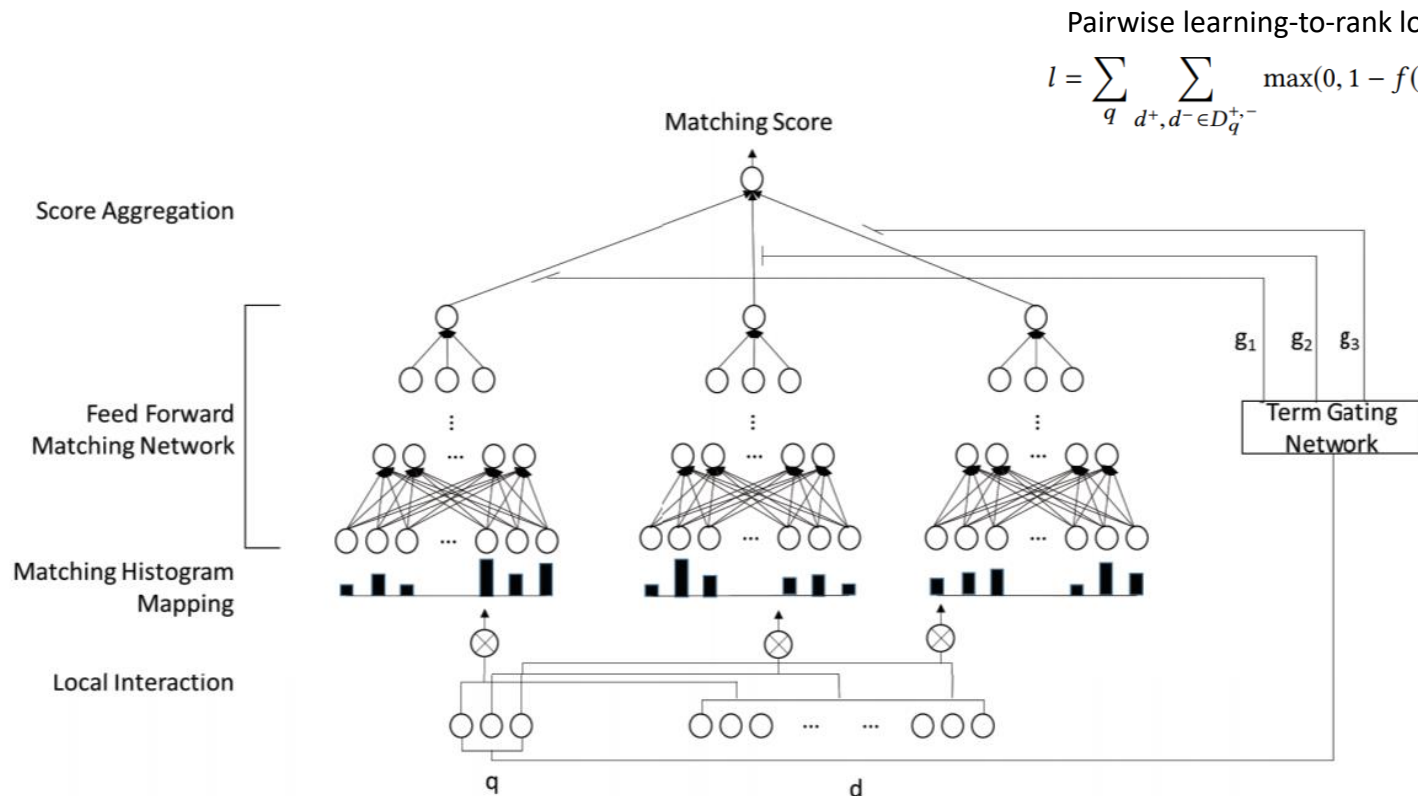 Pairwise learning-to-rank lo
l = ∑_q ∑_{d⁺,d⁻∈D_q^{+,-}} max(0, 1 − f(
Matching Score
Score Aggregation
g₁ g₂ g₃
Feed Forward
Matching Network
Term Gating
Network
...
... ... ...
... ... ...
Matching Histogram
Mapping
Local Interaction
... ...
q d